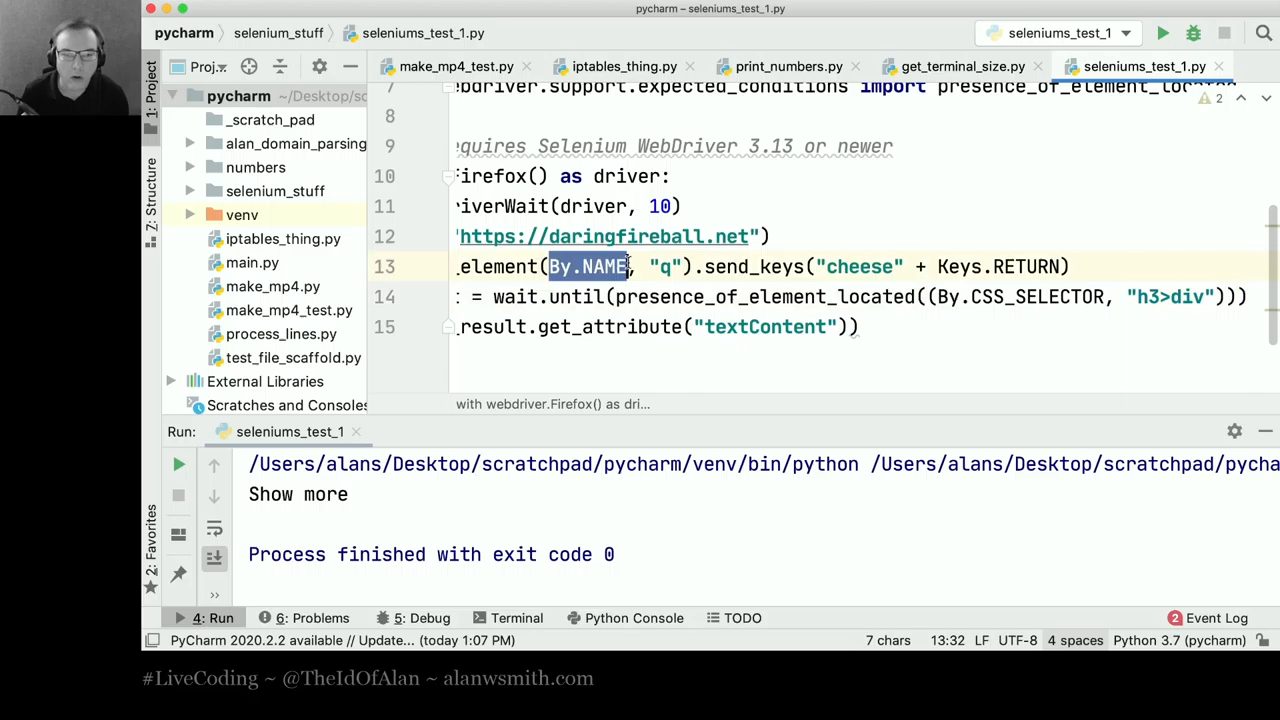 pycharm – seleniums_test_1.py
pycharm selenium_stuff seleniums_test_1.py seleniums_test_1
1: Project Proj.. make_mp4_test.py iptables_thing.py print_numbers.py get_terminal_size.py seleniums_test_1.py
pycharm ~/Desktop/sc
_scratch_pad
alan_domain_parsing
numbers
selenium_stuff
venv
iptables_thing.py
main.py
make_mp4.py
make_mp4_test.py
process_lines.py
test_file_scaffold.py
External Libraries
Scratches and Consoles
Z: Structure
7 ebdriver.support.expected_conditions import presence_of_element_locat
2
8
9 equires Selenium WebDriver 3.13 or newer
10 Firefox() as driver:
11 riverWait(driver, 10)
12 "https://daringfireball.net")
13 _element(By.NAME, "q").send_keys("cheese" + Keys.RETURN)
14 t = wait.until(presence_of_element_located((By.CSS_SELECTOR, "h3>div")))
15 result.get_attribute("textContent"))
with webdriver.Firefox() as dri...
Run: seleniums_test_1
2: Favorites
/Users/alans/Desktop/scratchpad/pycharm/venv/bin/python /Users/alans/Desktop/scratchpad/pycha
Show more
Process finished with exit code 0
4: Run 6: Problems 5: Debug Terminal Python Console TODO 2 Event Log
PyCharm 2020.2.2 available // Update... (today 1:07 PM) 7 chars 13:32 LF UTF-8 4 spaces Python 3.7 (pycharm)
#LiveCoding ~ @TheIdOfAlan ~ alanwsmith.com